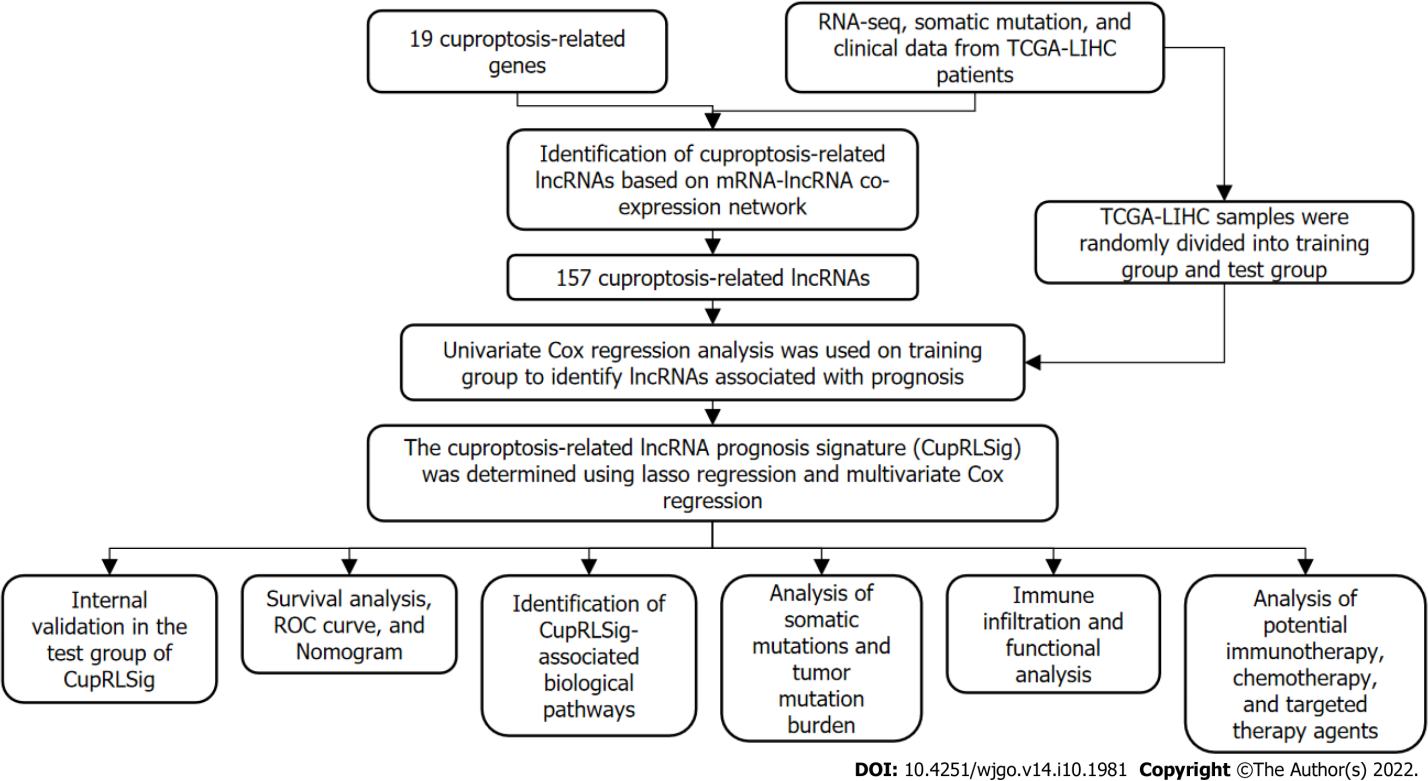 19 cuproptosis-related
genes
RNA-seq, somatic mutation, and
clinical data from TCGA-LIHC
patients
Identification of cuproptosis-related
lncRNAs based on mRNA-lncRNA co-
expression network
TCGA-LIHC samples were
randomly divided into training
group and test group
157 cuproptosis-related lncRNAs
Univariate Cox regression analysis was used on training
group to identify lncRNAs associated with prognosis
The cuproptosis-related lncRNA prognosis signature (CupRLSig)
was determined using lasso regression and multivariate Cox
regression
Internal
validation in the
test group of
CupRLSig
Survival analysis,
ROC curve, and
Nomogram
Identification of
CupRLSig-
associated
biological
pathways
Analysis of
somatic
mutations and
tumor
mutation
burden
Immune
infiltration and
functional
analysis
Analysis of
potential
immunotherapy,
chemotherapy,
and targeted
therapy agents
DOI: 10.4251/wjgo.v14.i10.1981 Copyright ©The Author(s) 2022.